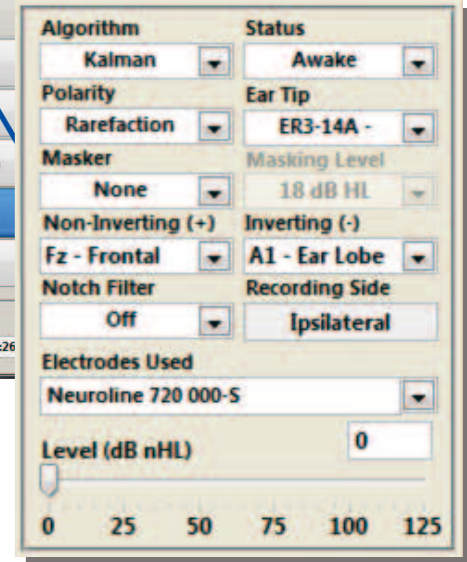 Algorithm Status
Kalman Awake
Polarity Ear Tip
Rarefaction ER3-14A -
Masker Masking Level
None 18 dB HL
Non-Inverting (+) Inverting (-)
Fz - Frontal A1 - Ear Lobe
Notch Filter Recording Side
Off Ipsilateral
:26
Electrodes Used
Neuroline 720 000-S
Level (dB nHL) 0
0 25 50 75 100 125